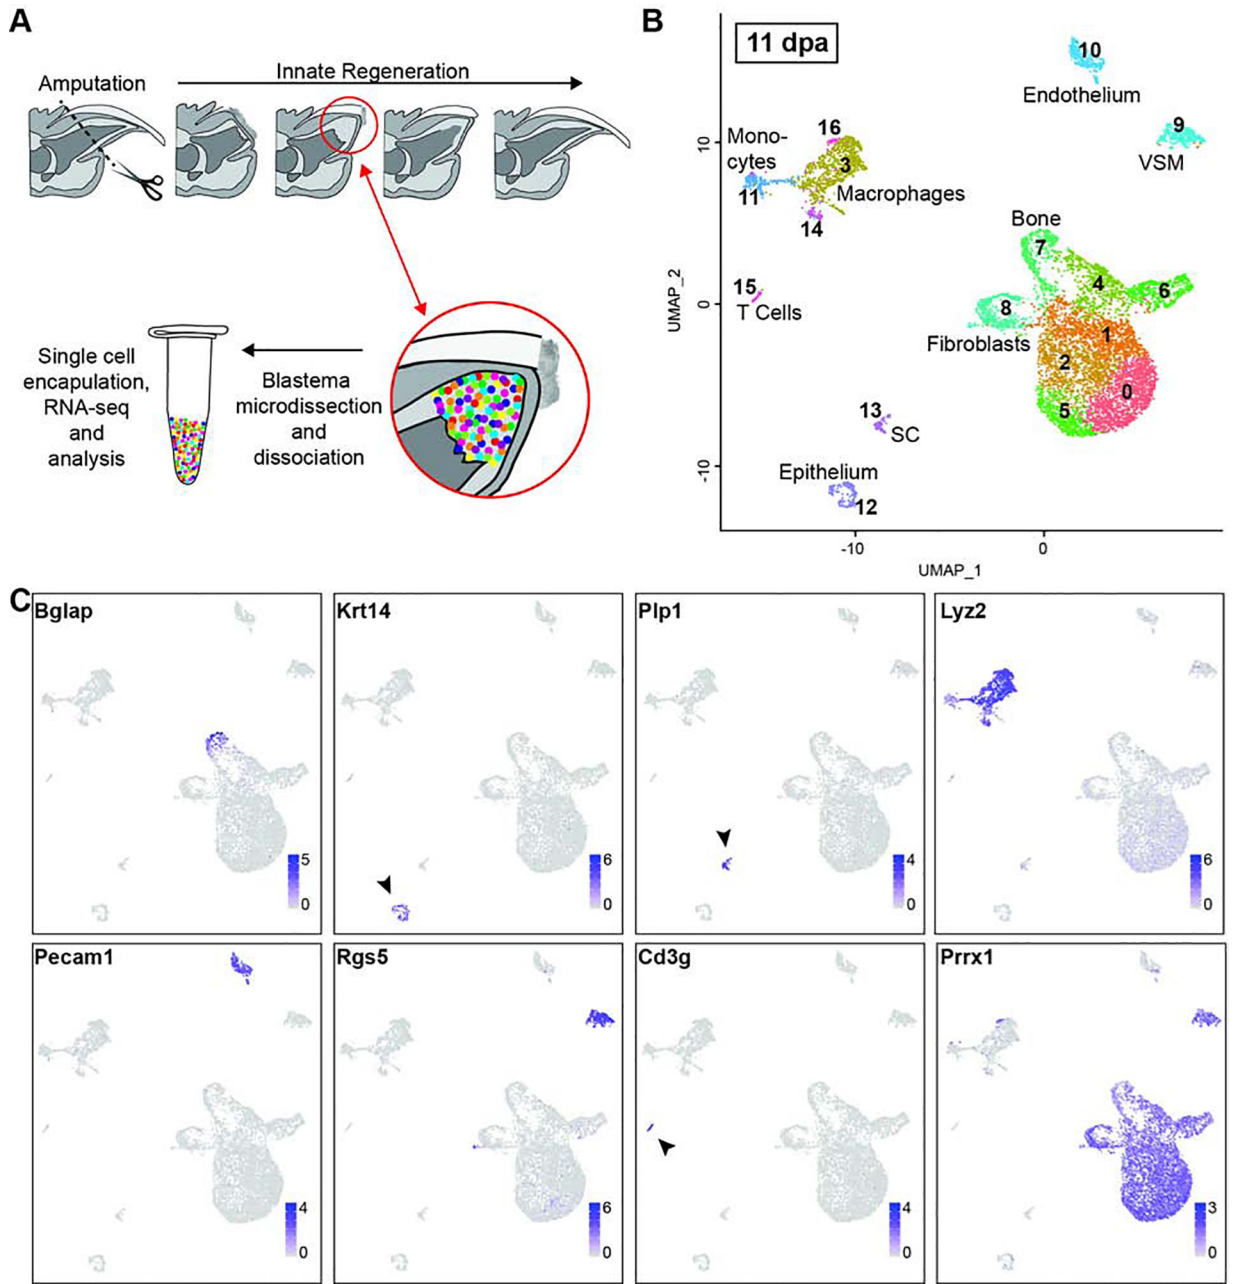 A
Amputation
Innate Regeneration
Single cell
encapulation,
RNA-seq
and
analysis
Blastema
microdissection
and
dissociation
B
11 dpa
10
Endothelium
9
VSM
16
Mono-
cytes
3
Macrophages
11
14
15
T Cells
Bone
7
4
6
8
Fibroblasts
1
2
0
5
13
SC
Epithelium
12
10
0
-10
UMAP_2
-10
0
UMAP_1
C
Bglap
5
0
Krt14
6
0
Plp1
4
0
Lyz2
6
0
Pecam1
4
0
Rgs5
6
0
Cd3g
4
0
Prrx1
3
0